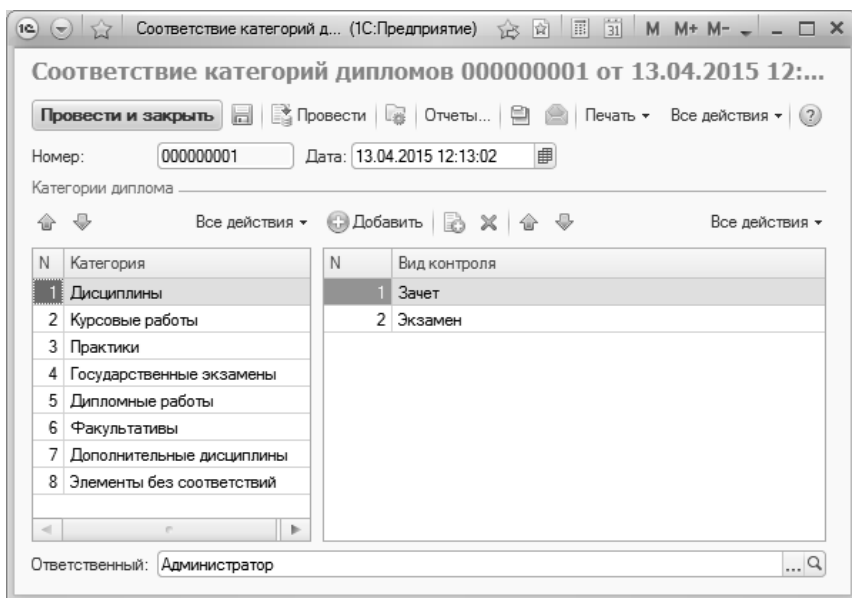 1С Соответствие категорий д... (1С:Предприятие) 31 M M+ M-
Соответствие категорий дипломов 000000001 от 13.04.2015 12:...
Провести и закрыть Провести Отчеты... Печать Все действия ?
Номер: 000000001 Дата: 13.04.2015 12:13:02
Категории диплома
Все действия Добавить Все действия
N Категория N Вид контроля
1 Дисциплины 1 Зачет
2 Курсовые работы 2 Экзамен
3 Практики
4 Государственные экзамены
5 Дипломные работы
6 Факультативы
7 Дополнительные дисциплины
8 Элементы без соответствий
Ответственный: Администратор ...